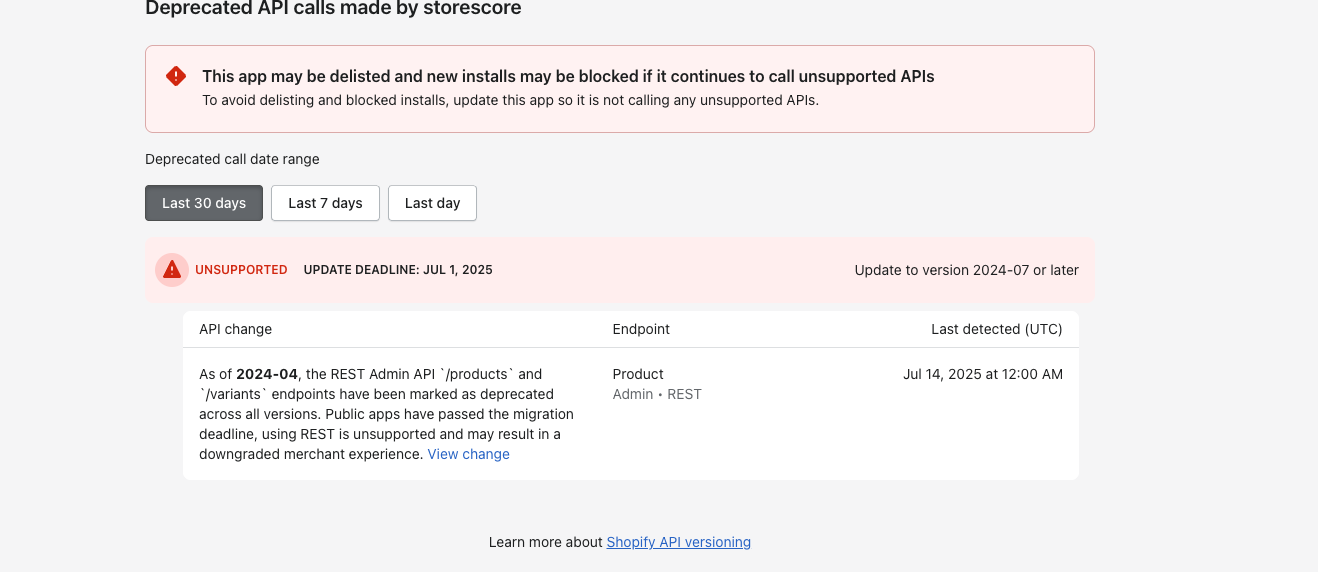 Deprecated API calls made by storescore
This app may be delisted and new installs may be blocked if it continues to call unsupported APIs
To avoid delisting and blocked installs, update this app so it is not calling any unsupported APIs.
Deprecated call date range
Last 30 days Last 7 days Last day
UNSUPPORTED UPDATE DEADLINE: JUL 1, 2025 Update to version 2024-07 or later
API change Endpoint Last detected (UTC)
As of 2024-04, the REST Admin API `/products` and
`/variants` endpoints have been marked as deprecated
across all versions. Public apps have passed the migration
deadline, using REST is unsupported and may result in a
downgraded merchant experience. View change
Product
Admin • REST
Jul 14, 2025 at 12:00 AM
Learn more about Shopify API versioning